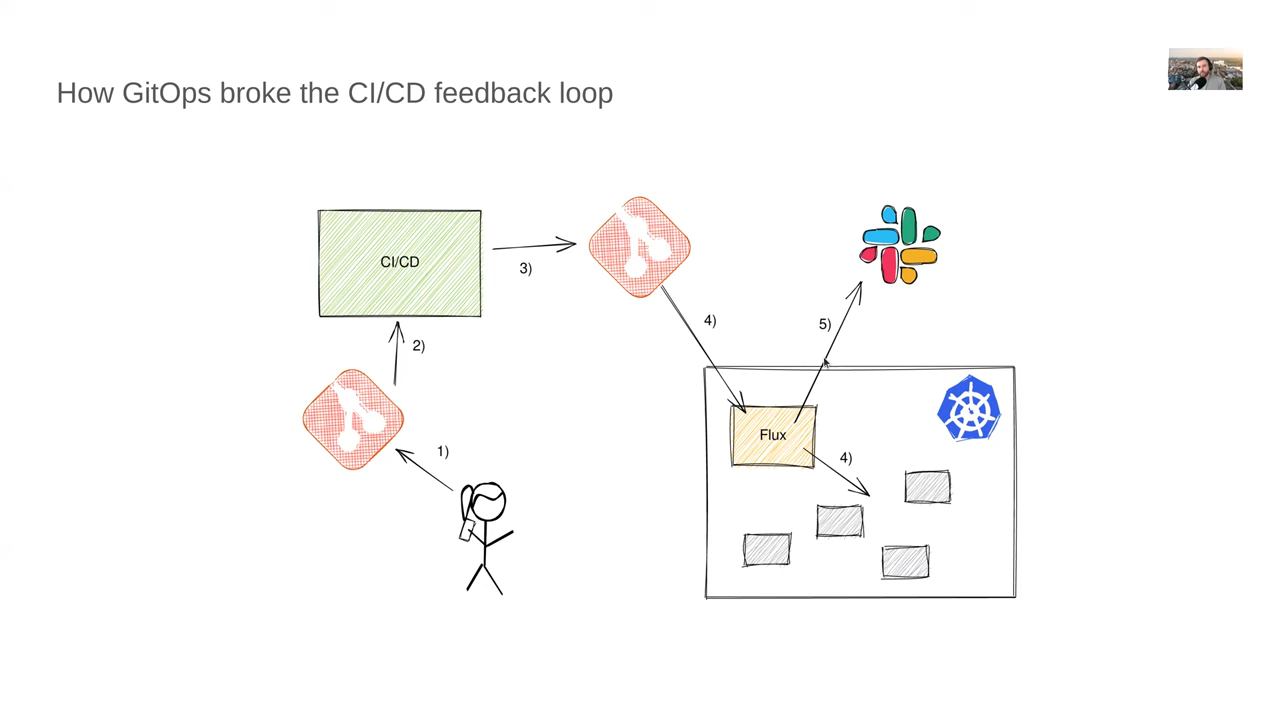 How GitOps broke the CI/CD feedback loop
CI/CD
3)
4)
5)
2)
Flux
1)
4)